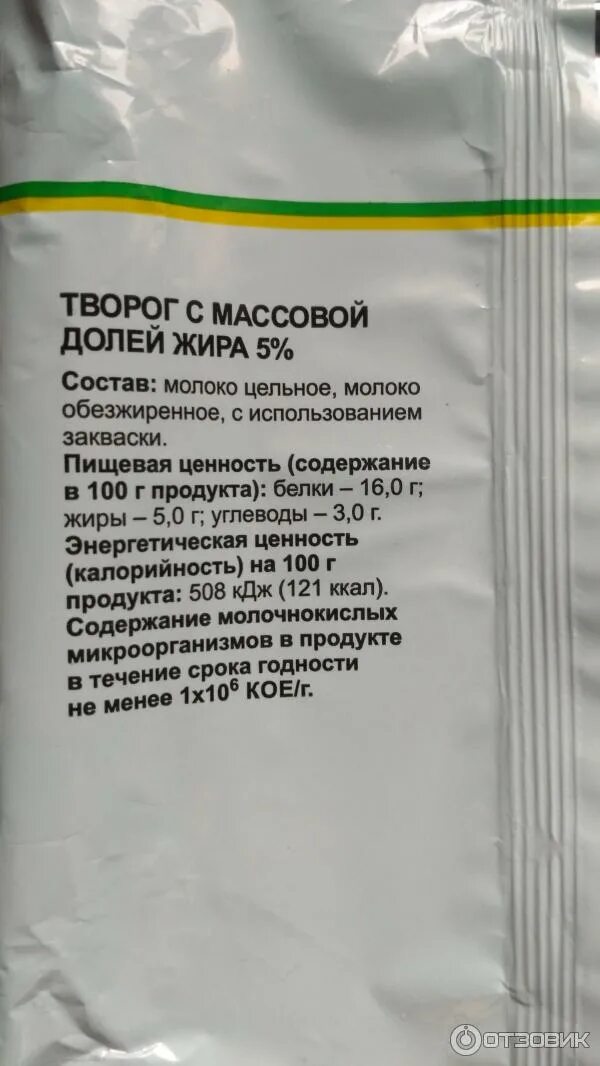 ТВОРОГ С МАССОВОЙ
ДОЛЕЙ ЖИРА 5%
Состав: молоко цельное, молоко
обезжиренное, с использованием
закваски.
Пищевая ценность (содержание
в 100 г продукта): белки – 16,0 г;
жиры – 5,0 г; углеводы – 3,0 г.
Энергетическая ценность
(калорийность) на 100 г
продукта: 508 кДж (121 ккал).
Содержание молочнокислых
микроорганизмов в продукте
в течение срока годности
не менее 1х10⁶ КОЕ/г.
ОТЗОВИК